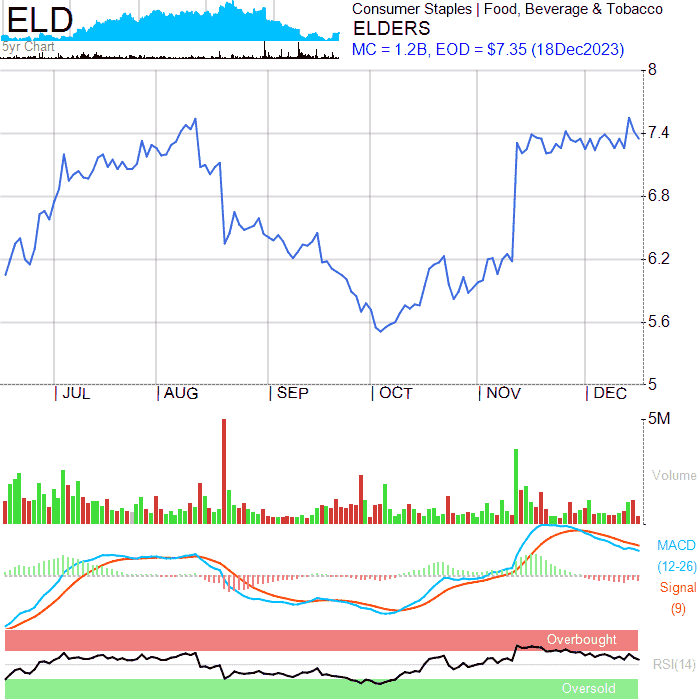 ELD
5yr Chart
Consumer Staples | Food, Beverage & Tobacco
ELDERS
MC = 1.2B, EOD = $7.35 (18Dec2023)
8
7.4
6.8
6.2
5.6
5
JUL AUG SEP OCT NOV DEC
5M
Volume
MACD
(12-26)
Signal
(9)
Overbought
RSI(14)
Oversold